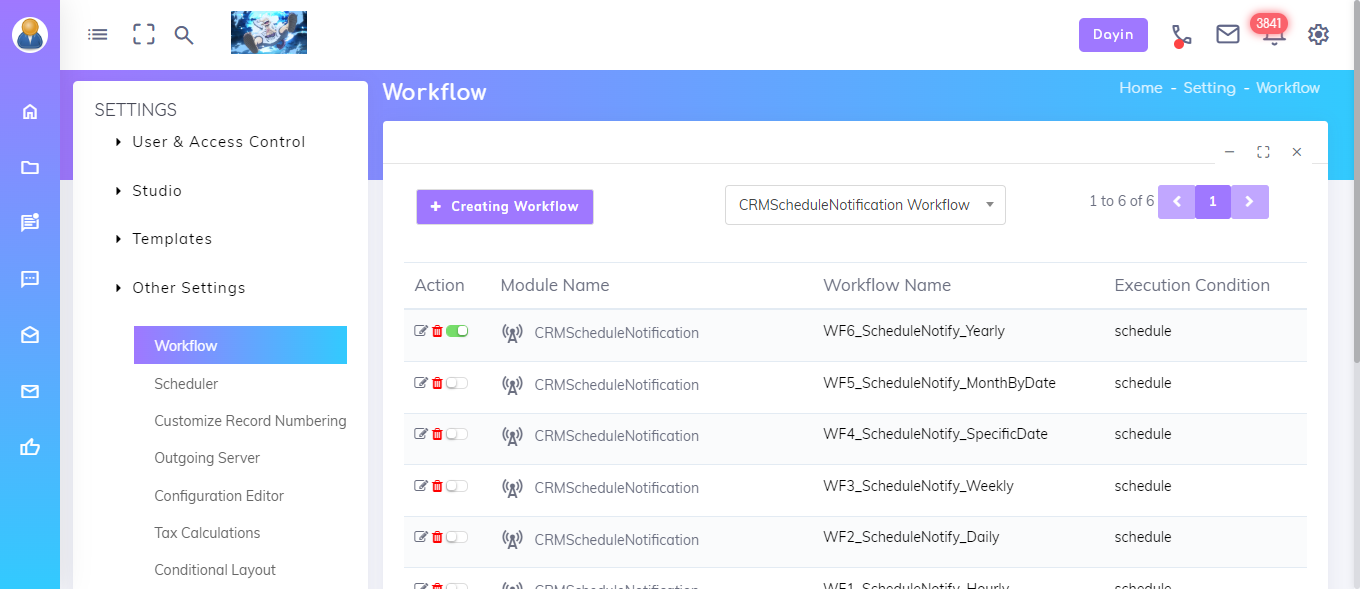 Dayin
3841
SETTINGS
User & Access Control
Studio
Templates
Other Settings
Workflow
Scheduler
Customize Record Numbering
Outgoing Server
Configuration Editor
Tax Calculations
Conditional Layout
Workflow
Home - Setting - Workflow
+ Creating Workflow
CRMScheduleNotification Workflow
1 to 6 of 6
1
Action Module Name Workflow Name Execution Condition
CRMScheduleNotification WF6_ScheduleNotify_Yearly schedule
CRMScheduleNotification WF5_ScheduleNotify_MonthByDate schedule
CRMScheduleNotification WF4_ScheduleNotify_SpecificDate schedule
CRMScheduleNotification WF3_ScheduleNotify_Weekly schedule
CRMScheduleNotification WF2_ScheduleNotify_Daily schedule
CRMScheduleNotification WF1_ScheduleNotify_Hourly schedule